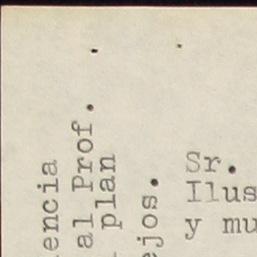 encia
al Prof.
plan
ejos.
Sr.
Ilus
y mu